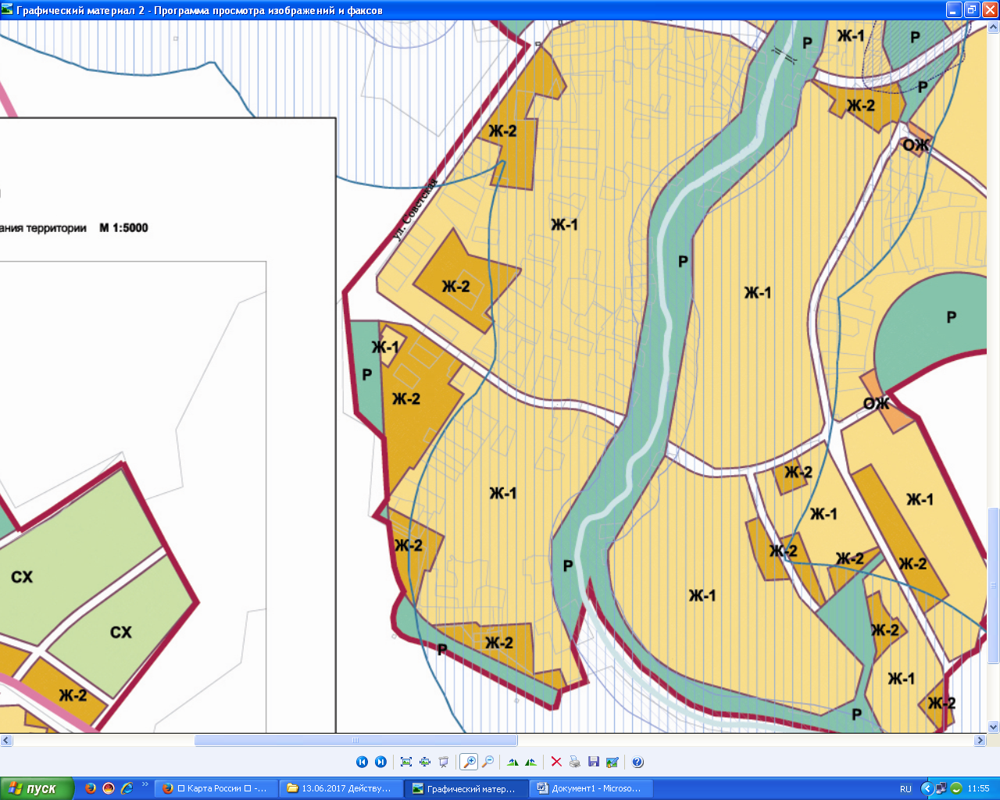 Графический материал 2 - Программа просмотра изображений и факсов
Р
Ж-1
Р
Р
Ж-2
Ж-2
ОЖ
ул. Советская
Ж-1
ания территории М 1:5000
Р
Ж-2
Ж-1
Р
Ж-1
Р
Ж-2
ОЖ
Ж-2
Ж-1
Ж-1
Ж-1
Ж-2
Ж-2
Ж-2
Ж-2
Р
СХ
Ж-1
СХ
Ж-2
Р
Ж-2
Ж-1
Ж-2
Ж-2
Р
пуск
Карта России - ...
13.06.2017 Действу...
Графический матер...
Документ1 - Microso...
RU
11:55